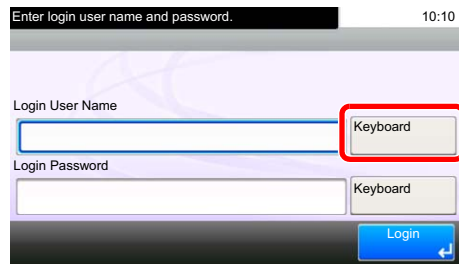 Enter login user name and password. 10:10
Login User Name
Keyboard
Login Password
Keyboard
Login